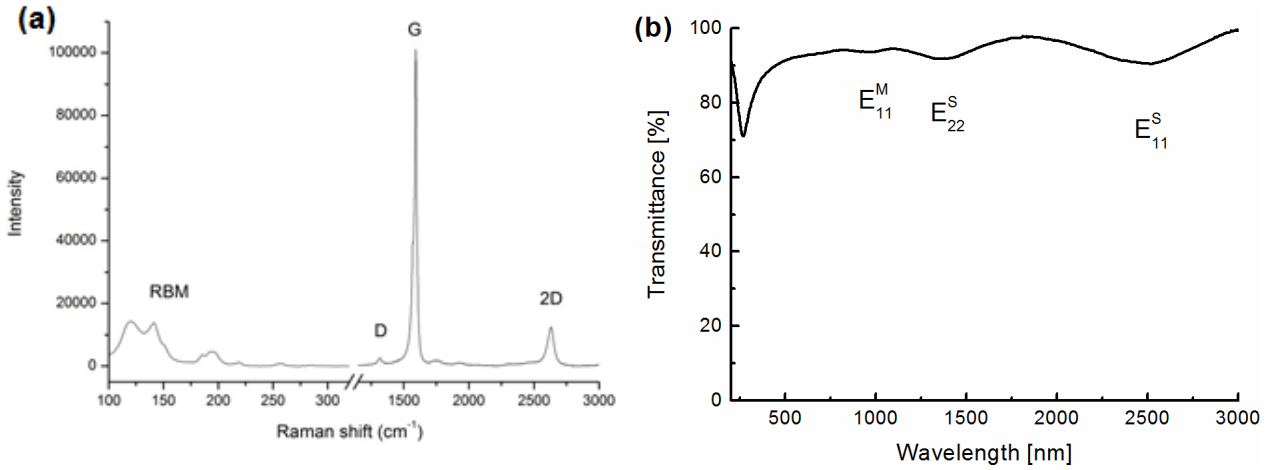 (a)
G
100000
80000
60000
40000
20000
0
Intensity
RBM
D
2D
100 150 200 250 300 1500 2000 2500 3000
Raman shift (cm⁻¹)
(b)
100
80
60
40
20
0
Transmittance [%]
E₁₁ᴹ
E₂₂ˢ
E₁₁ˢ
500 1000 1500 2000 2500 3000
Wavelength [nm]